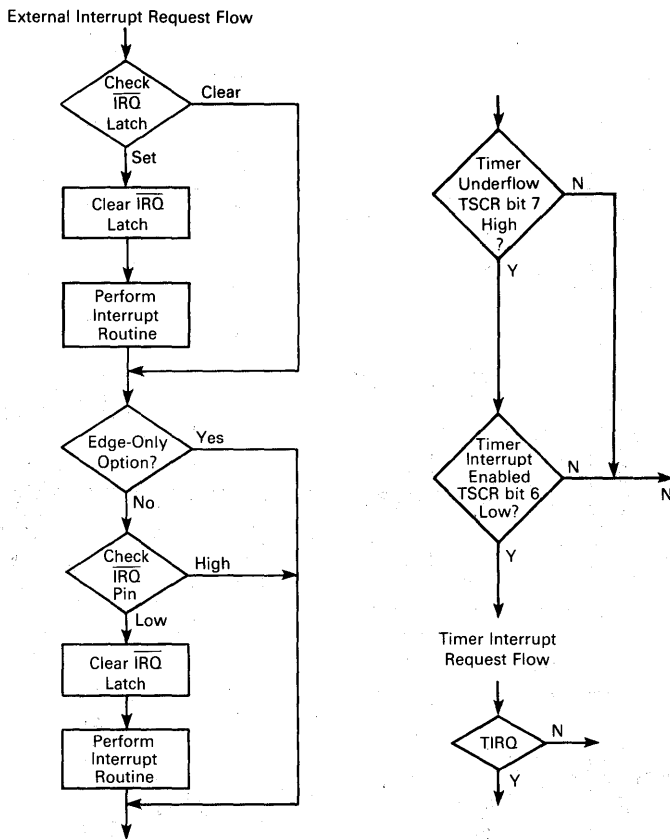 External Interrupt Request Flow
Check
IRQ
Latch
Clear
Set
Clear IRQ
Latch
Perform
Interrupt
Routine
Edge-Only
Option?
Yes
No
Check
IRQ
Pin
High
Low
Clear IRQ
Latch
Perform
Interrupt
Routine
Timer
Underflow
TSCR bit 7
High
?
N
Y
Timer
Interrupt
Enabled
TSCR bit 6
Low?
N
N
Y
Timer Interrupt
Request Flow
TIRQ
N
Y